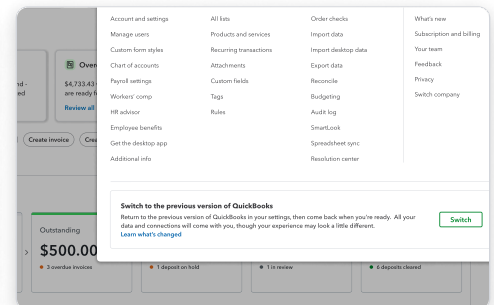 Account and settings
Manage users
Custom form styles
Chart of accounts
Payroll settings
Workers' comp
HR advisor
Employee benefits
Get the desktop app
Additional info
All lists
Products and services
Recurring transactions
Attachments
Custom fields
Tags
Rules
Order checks
Import data
Import desktop data
Export data
Reconcile
Budgeting
Audit log
SmartLook
Spreadsheet sync
Resolution center
What's new
Subscription and billing
Your team
Feedback
Privacy
Switch company
Switch to the previous version of QuickBooks
Return to the previous version of QuickBooks in your settings, then come back when you're ready. All your
data and connections will come with you, though your experience may look a little different.
Learn what's changed
Switch
Over
$4,733.43
are ready f
Review all
Create invoice
Crea
Outstanding
$500.00
3 overdue invoices
1 deposit on hold
1 in review
6 deposits cleared